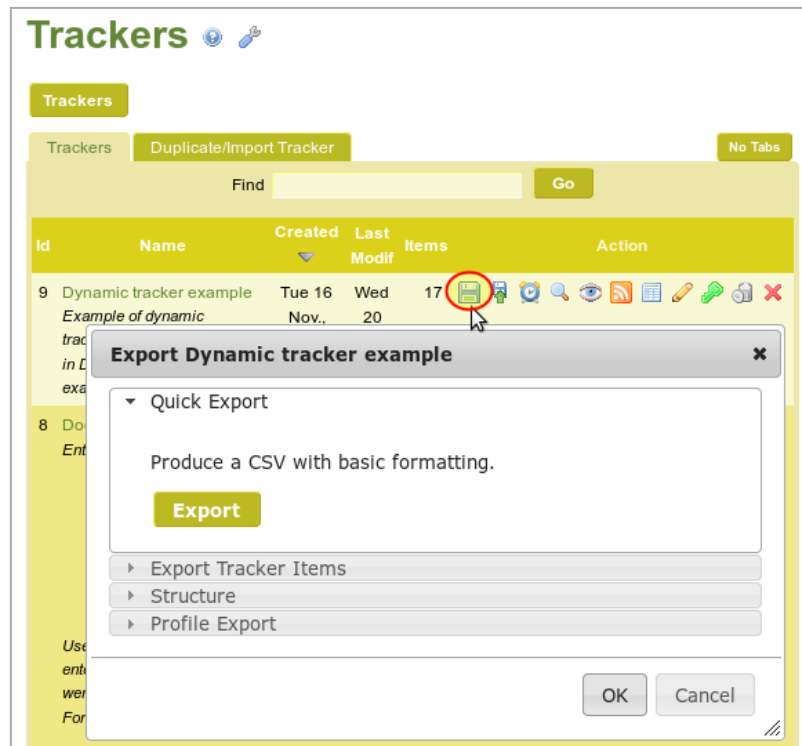 Trackers
Trackers
Trackers Duplicate/Import Tracker No Tabs
Find Go
Id Name Created Last Modif Items Action
9 Dynamic tracker example Tue 16 Wed 17
Example of dynamic Nov., 20
in
Export Dynamic tracker example
Quick Export
Produce a CSV with basic formatting.
Export
Export Tracker Items
Structure
Profile Export
8
OK Cancel
For